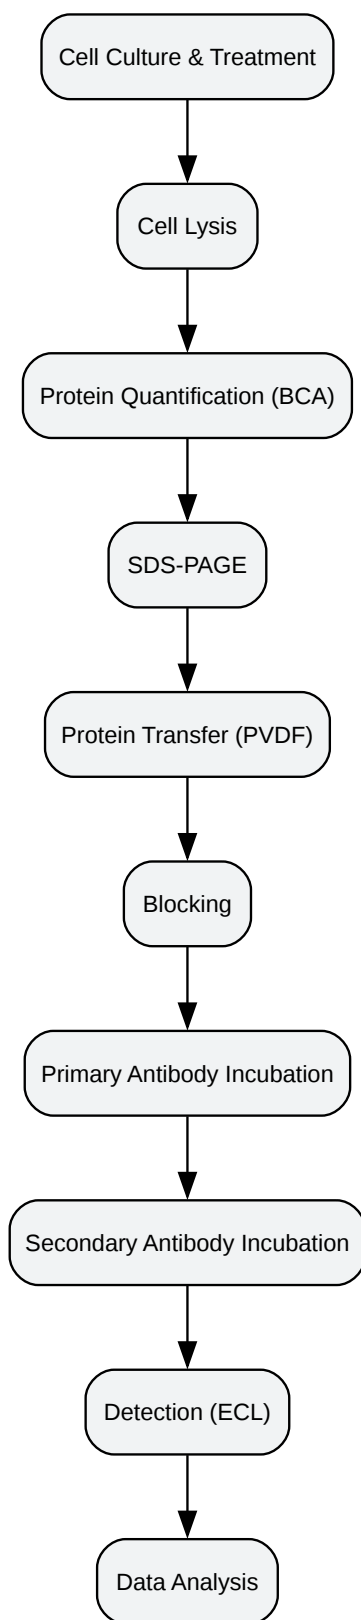 Cell Culture & Treatment
Cell Lysis
Protein Quantification (BCA)
SDS-PAGE
Protein Transfer (PVDF)
Blocking
Primary Antibody Incubation
Secondary Antibody Incubation
Detection (ECL)
Data Analysis